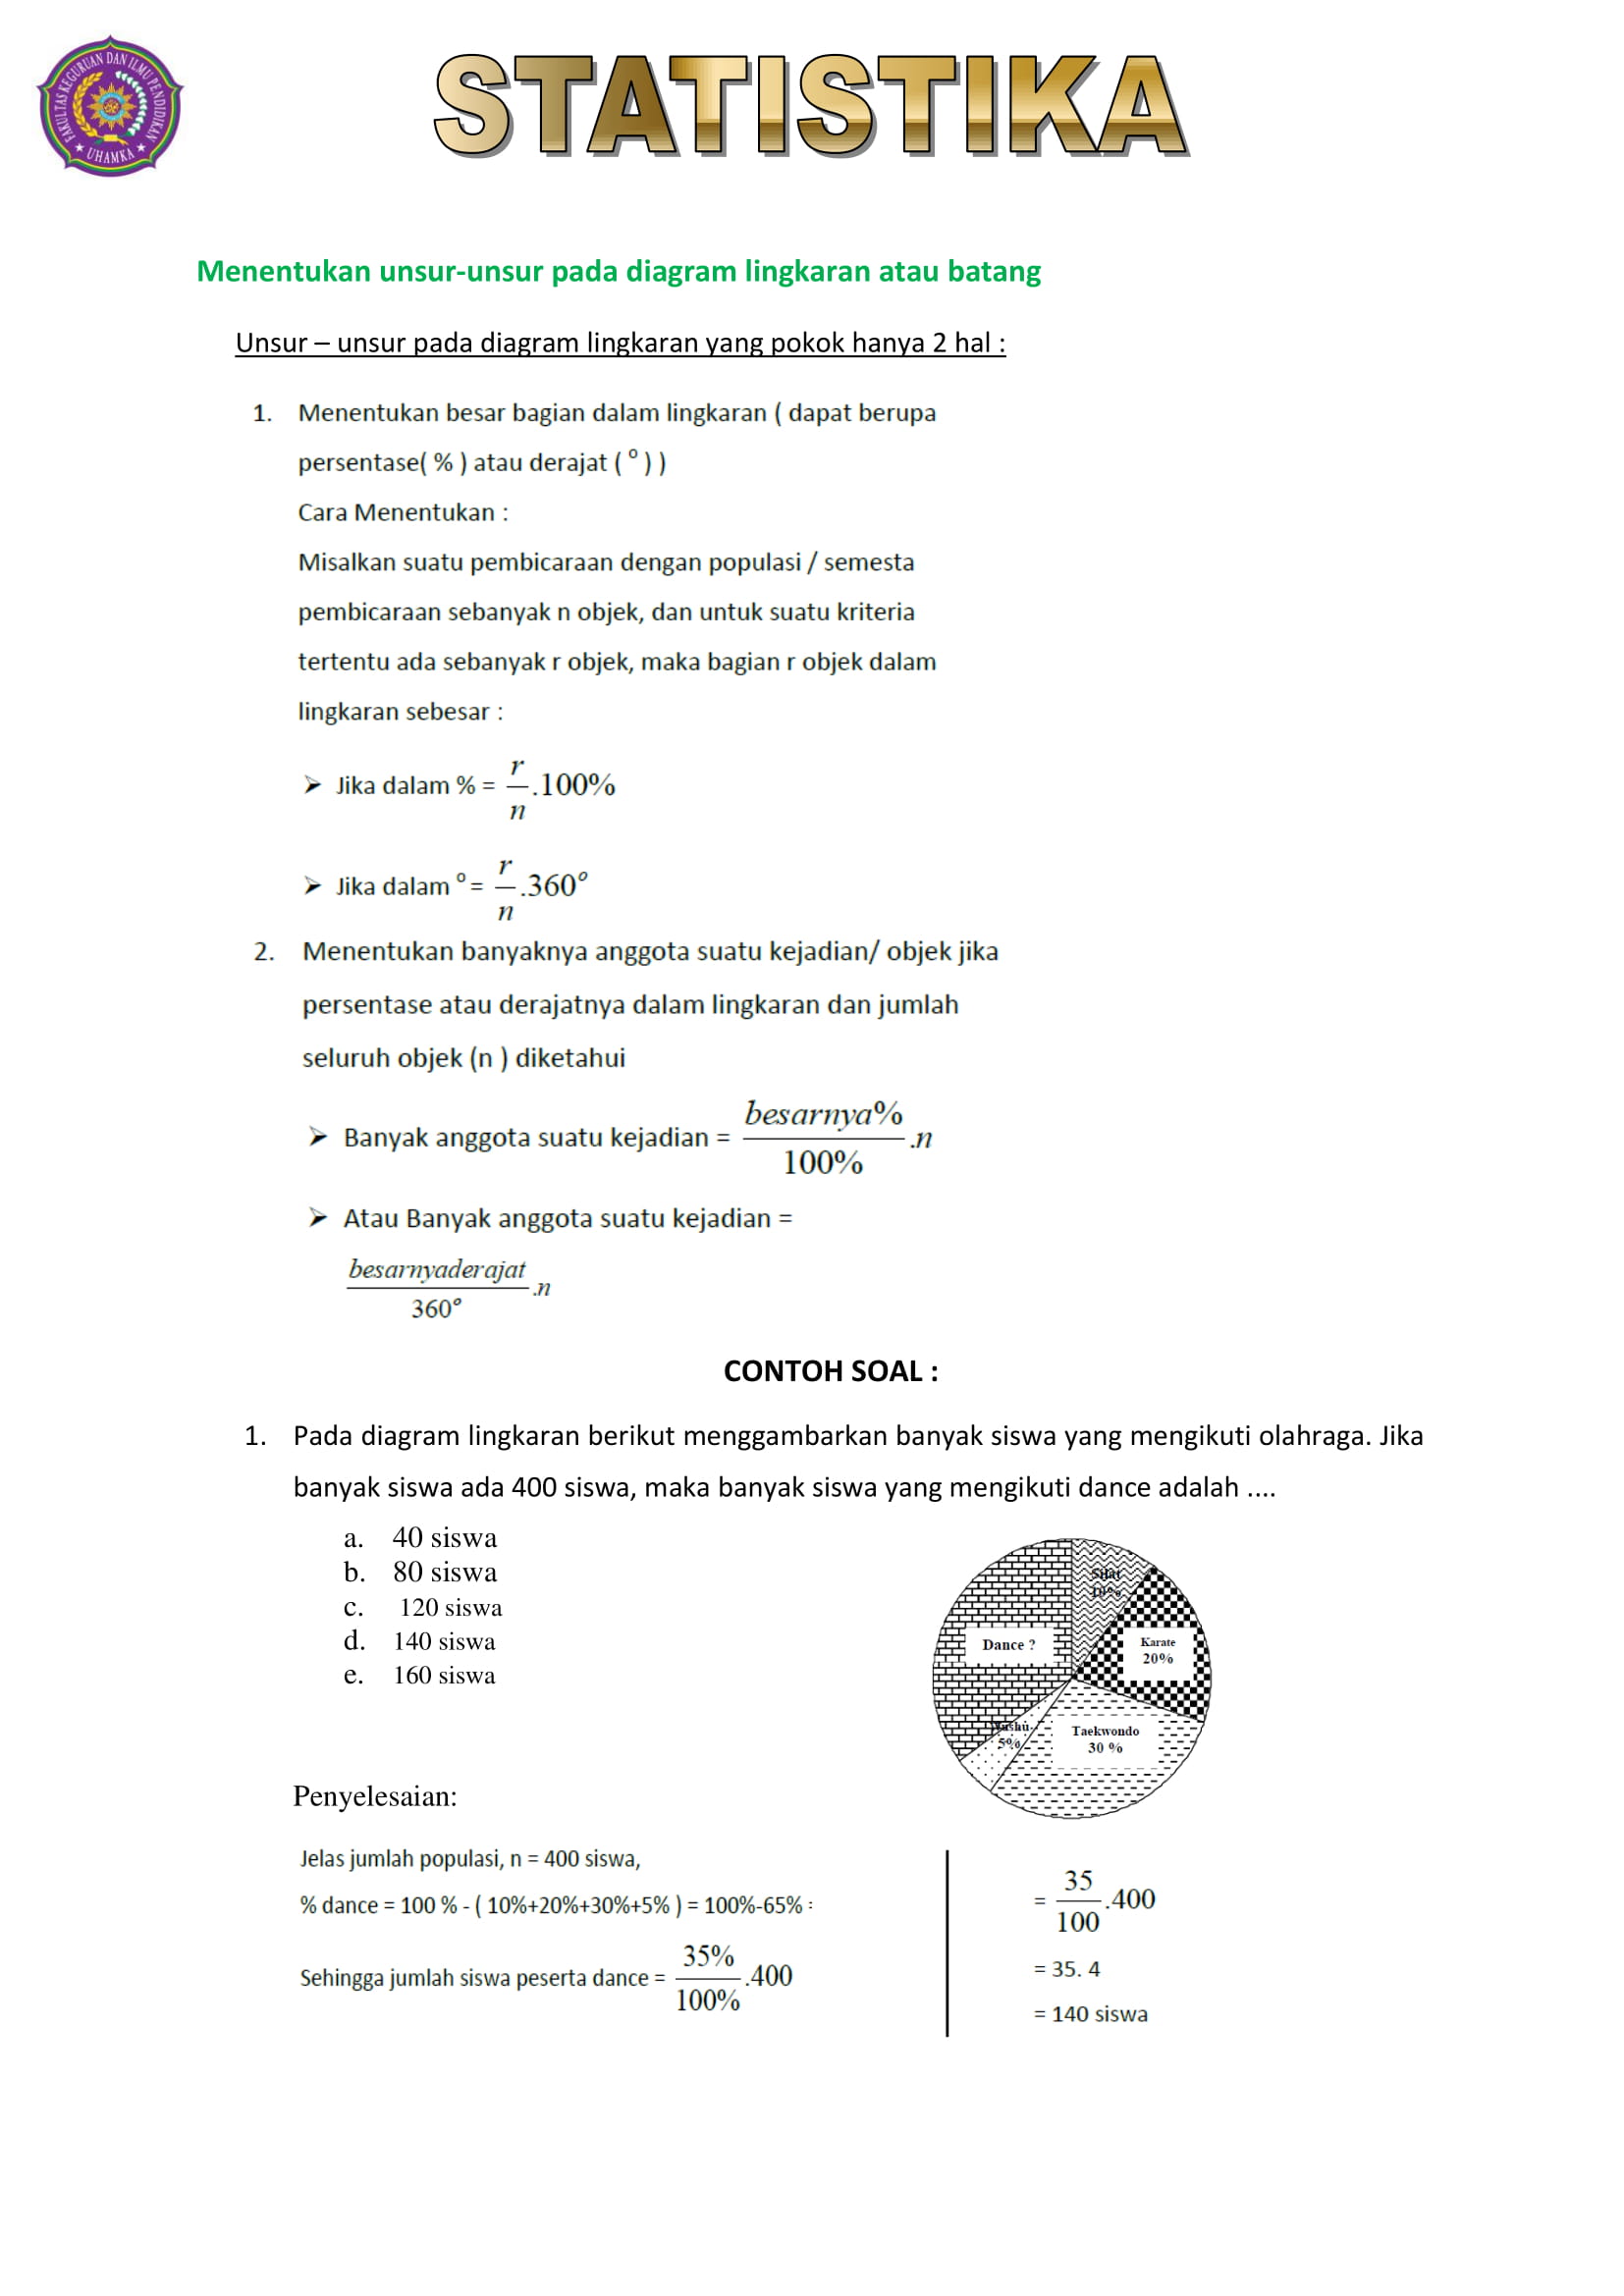 FAKULTAS KEGURUAN DAN ILMU PENDIDIKAN
UHAMKA
STATISTIKA
Menentukan unsur-unsur pada diagram lingkaran atau batang
Unsur – unsur pada diagram lingkaran yang pokok hanya 2 hal :
1. Menentukan besar bagian dalam lingkaran ( dapat berupa
persentase( % ) atau derajat ( º ) )
Cara Menentukan :
Misalkan suatu pembicaraan dengan populasi / semesta
pembicaraan sebanyak n objek, dan untuk suatu kriteria
tertentu ada sebanyak r objek, maka bagian r objek dalam
lingkaran sebesar :
➢ Jika dalam % = r/n .100%
➢ Jika dalam º = r/n .360º
2. Menentukan banyaknya anggota suatu kejadian/ objek jika
persentase atau derajatnya dalam lingkaran dan jumlah
seluruh objek (n ) diketahui
➢ Banyak anggota suatu kejadian = besarnya%/100% .n
➢ Atau Banyak anggota suatu kejadian =
besarnyaderajat/360º .n
CONTOH SOAL :
1. Pada diagram lingkaran berikut menggambarkan banyak siswa yang mengikuti olahraga. Jika
banyak siswa ada 400 siswa, maka banyak siswa yang mengikuti dance adalah ....
a. 40 siswa
b. 80 siswa
c. 120 siswa
d. 140 siswa
e. 160 siswa
Silat
10%
Dance ?
Karate
20%
Wushu
5%
Taekwondo
30 %
Penyelesaian:
Jelas jumlah populasi, n = 400 siswa,
% dance = 100 % - ( 10%+20%+30%+5% ) = 100%-65% :
Sehingga jumlah siswa peserta dance = 35%/100% .400
= 35/100 .400
= 35. 4
= 140 siswa